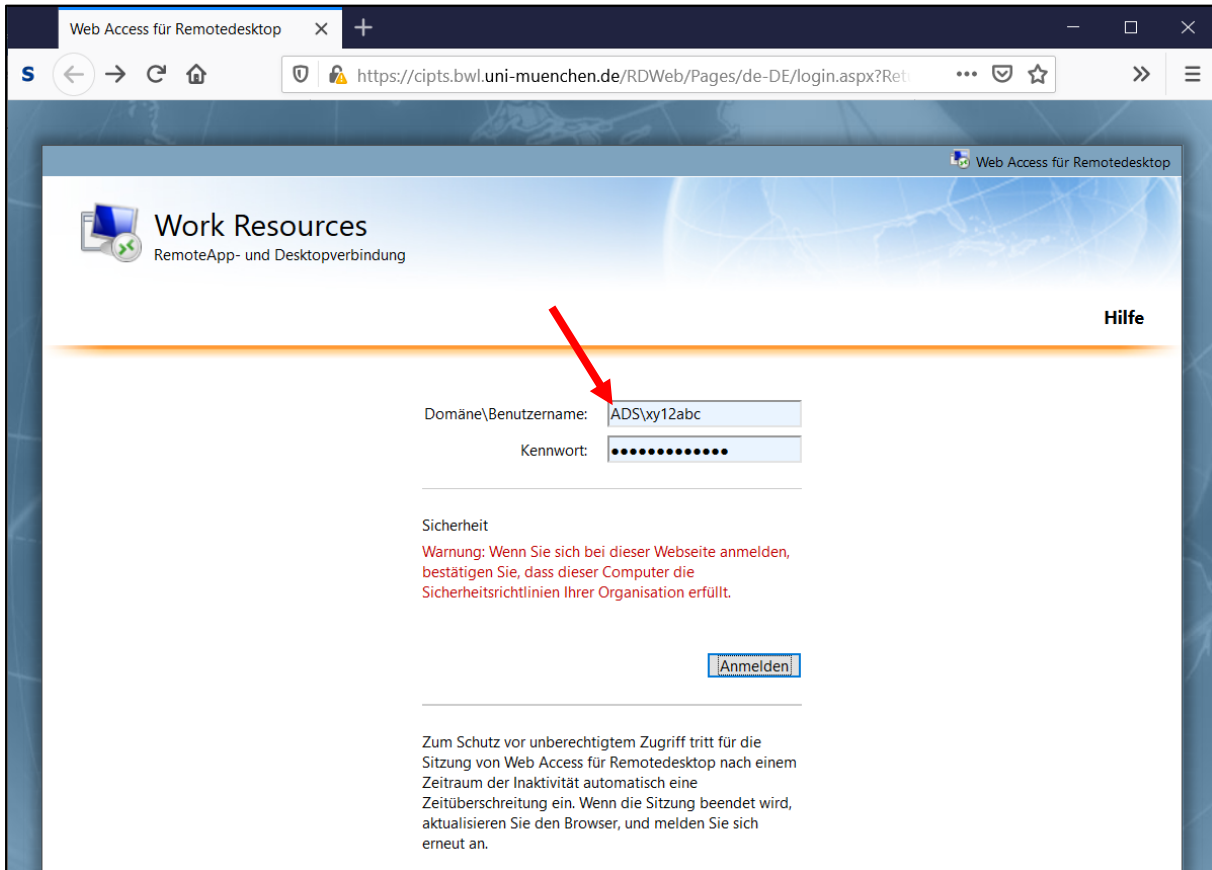 Web Access für Remotedesktop
S
https://cipts.bwl.uni-muenchen.de/RDWeb/Pages/de-DE/login.aspx?Ret
Web Access für Remotedesktop
Work Resources
RemoteApp- und Desktopverbindung
Hilfe
Domäne\Benutzername: ADS\xy12abc
Kennwort: •••••••••••••
Sicherheit
Warnung: Wenn Sie sich bei dieser Webseite anmelden,
bestätigen Sie, dass dieser Computer die
Sicherheitsrichtlinien Ihrer Organisation erfüllt.
Anmelden
Zum Schutz vor unberechtigtem Zugriff tritt für die
Sitzung von Web Access für Remotedesktop nach einem
Zeitraum der Inaktivität automatisch eine
Zeitüberschreitung ein. Wenn die Sitzung beendet wird,
aktualisieren Sie den Browser, und melden Sie sich
erneut an.